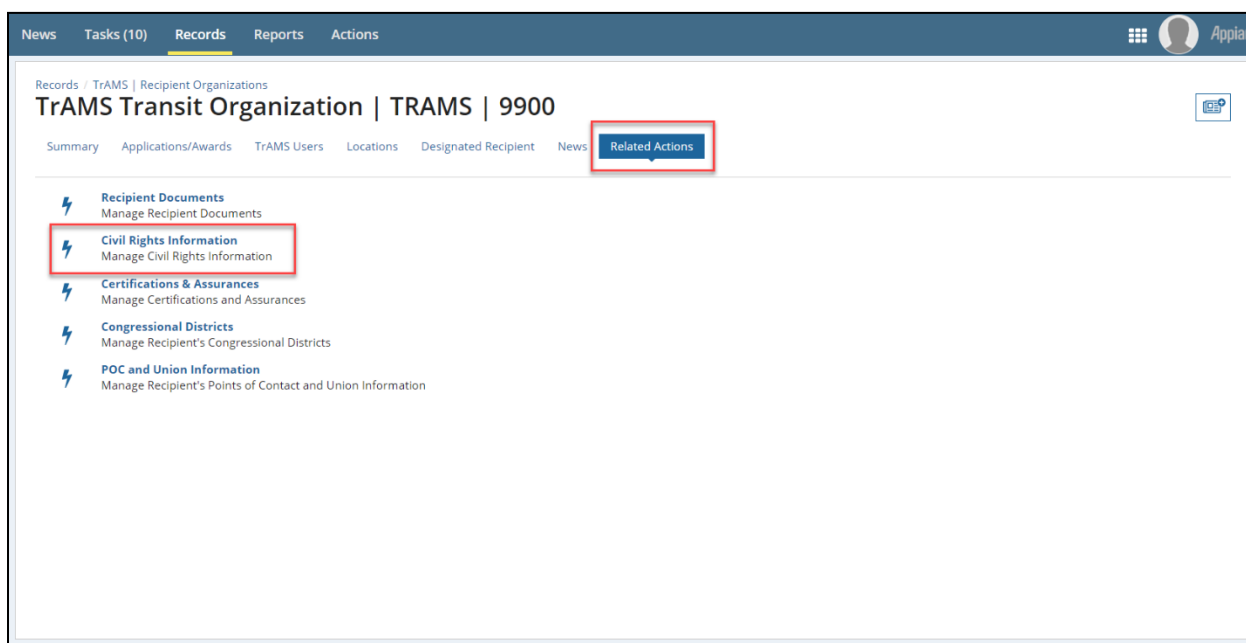 News Tasks (10) Records Reports Actions
Records / TrAMS | Recipient Organizations
TrAMS Transit Organization | TRAMS | 9900
Summary Applications/Awards TrAMS Users Locations Designated Recipient News Related Actions
Recipient Documents
Manage Recipient Documents
Civil Rights Information
Manage Civil Rights Information
Certifications & Assurances
Manage Certifications and Assurances
Congressional Districts
Manage Recipient's Congressional Districts
POC and Union Information
Manage Recipient's Points of Contact and Union Information